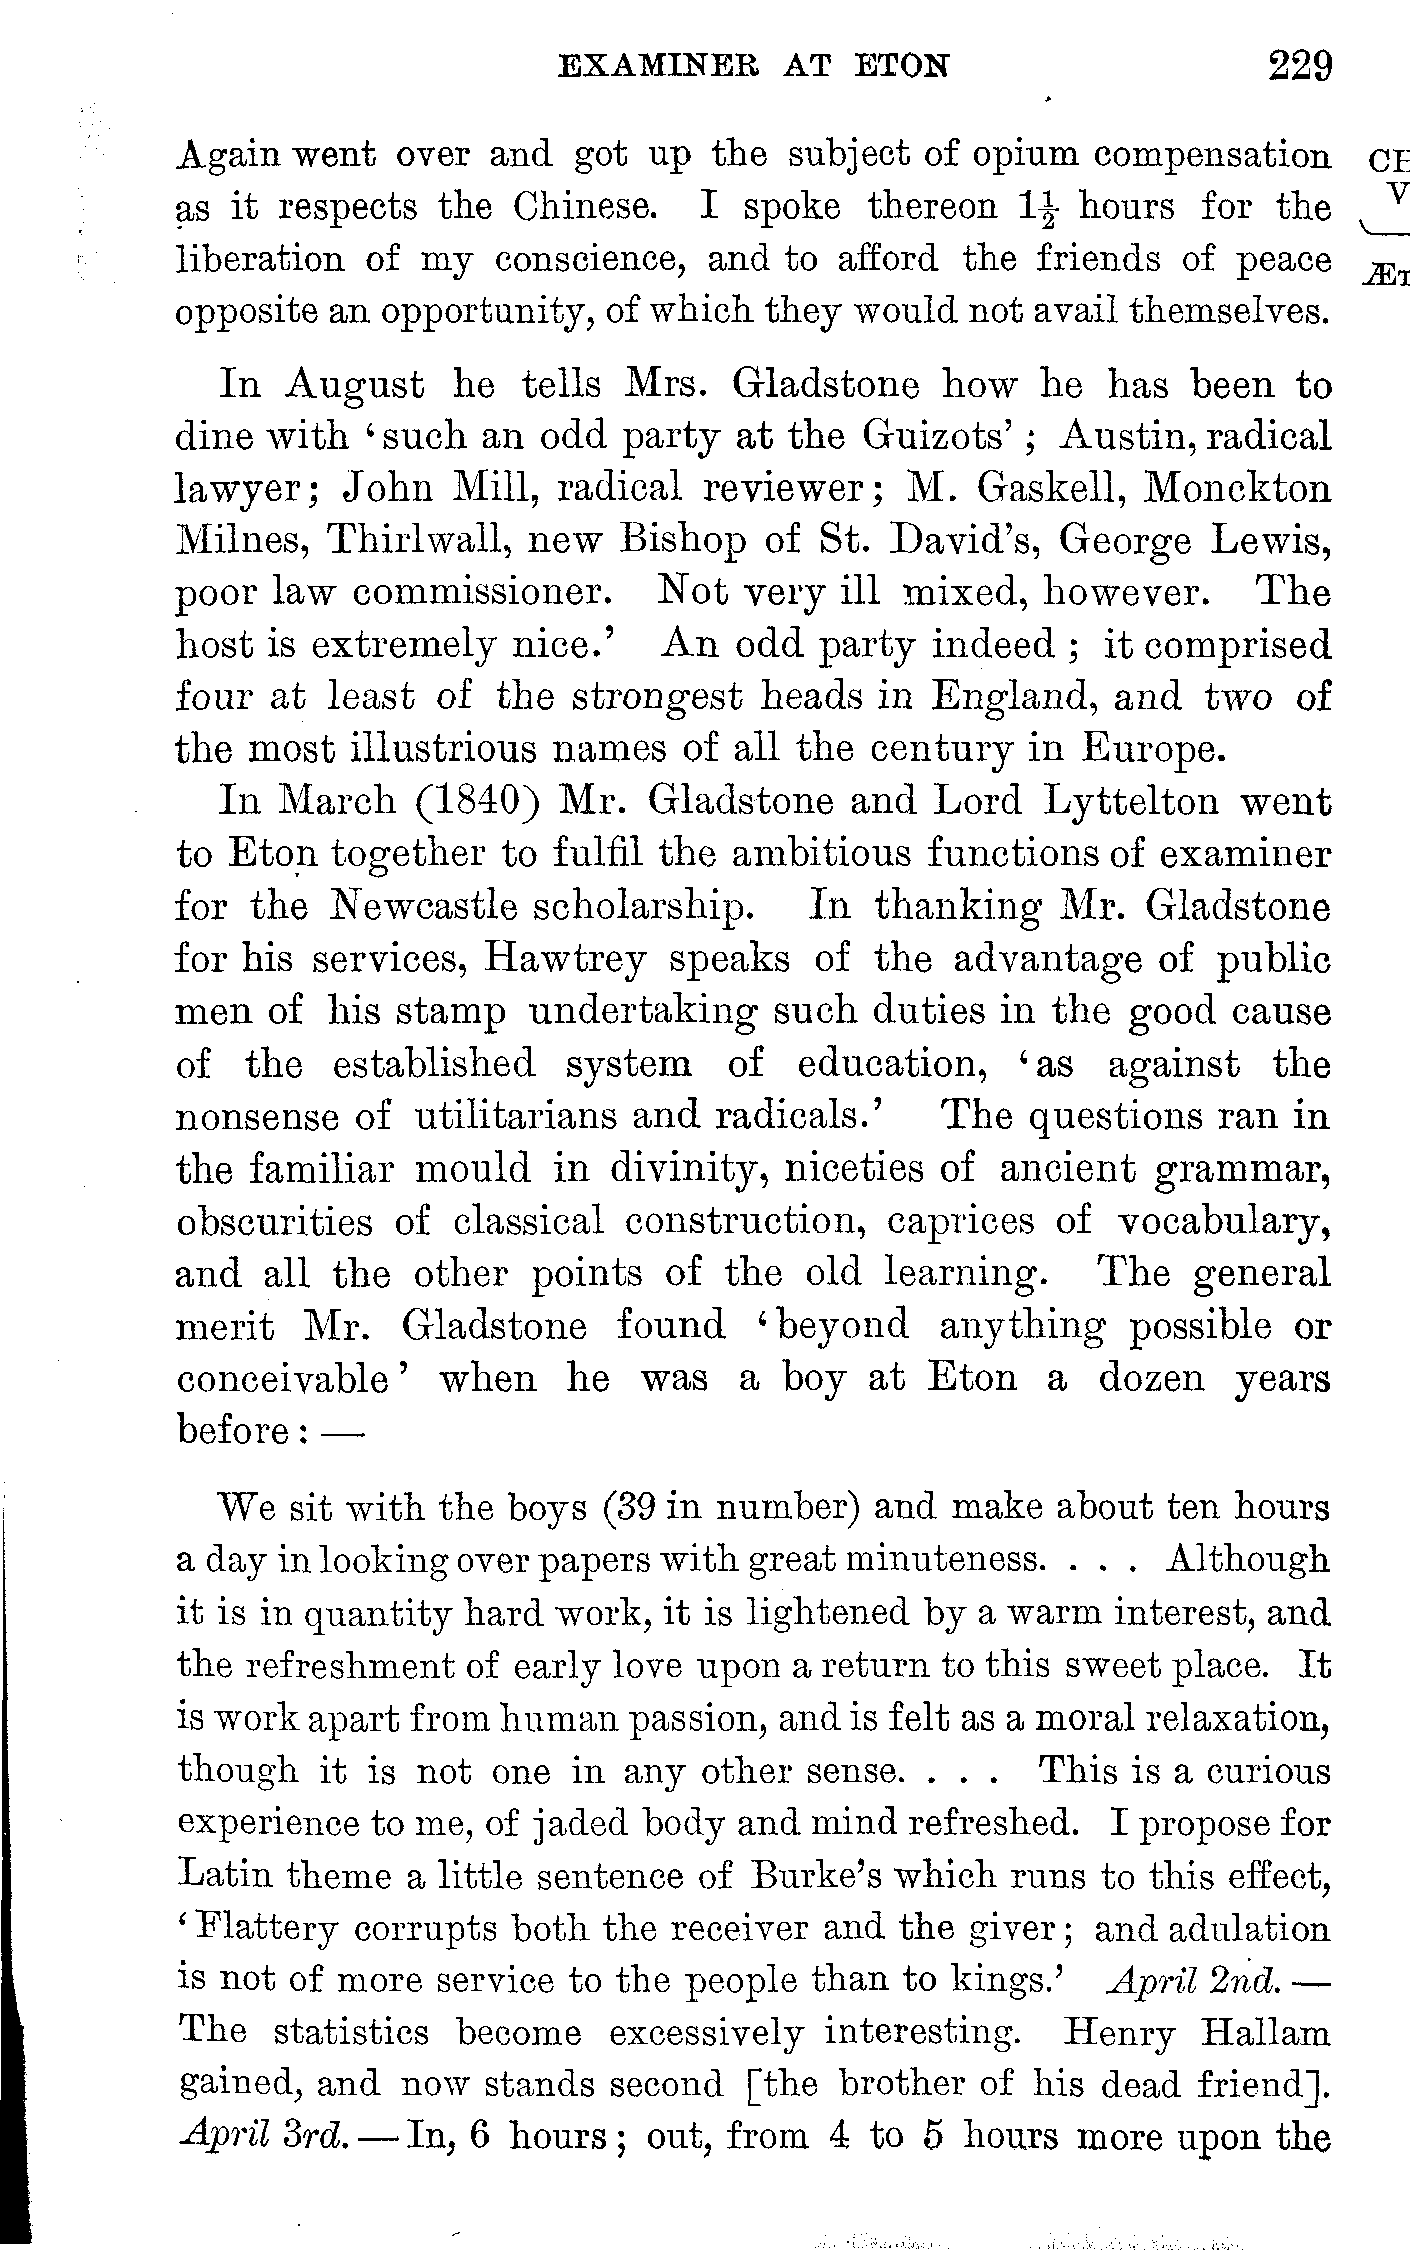 EXAMINER AT ETON 229
Again went over and got up the subject of opium compensation
as it respects the Chinese. I spoke thereon 1½ hours for the
liberation of my conscience, and to afford the friends of peace
opposite an opportunity, of which they would not avail themselves.
In August he tells Mrs. Gladstone how he has been to
dine with ‘such an odd party at the Guizots’; Austin, radical
lawyer; John Mill, radical reviewer; M. Gaskell, Monckton
Milnes, Thirlwall, new Bishop of St. David’s, George Lewis,
poor law commissioner. Not very ill mixed, however. The
host is extremely nice.’ An odd party indeed; it comprised
four at least of the strongest heads in England, and two of
the most illustrious names of all the century in Europe.
In March (1840) Mr. Gladstone and Lord Lyttelton went
to Eton together to fulfil the ambitious functions of examiner
for the Newcastle scholarship. In thanking Mr. Gladstone
for his services, Hawtrey speaks of the advantage of public
men of his stamp undertaking such duties in the good cause
of the established system of education, ‘as against the
nonsense of utilitarians and radicals.’ The questions ran in
the familiar mould in divinity, niceties of ancient grammar,
obscurities of classical construction, caprices of vocabulary,
and all the other points of the old learning. The general
merit Mr. Gladstone found ‘beyond anything possible or
conceivable’ when he was a boy at Eton a dozen years
before:—
We sit with the boys (39 in number) and make about ten hours
a day in looking over papers with great minuteness. . . . Although
it is in quantity hard work, it is lightened by a warm interest, and
the refreshment of early love upon a return to this sweet place. It
is work apart from human passion, and is felt as a moral relaxation,
though it is not one in any other sense. . . . This is a curious
experience to me, of jaded body and mind refreshed. I propose for
Latin theme a little sentence of Burke’s which runs to this effect,
‘Flattery corrupts both the receiver and the giver; and adulation
is not of more service to the people than to kings.’ April 2nd.—
The statistics become excessively interesting. Henry Hallam
gained, and now stands second [the brother of his dead friend].
April 3rd.—In, 6 hours; out, from 4 to 5 hours more upon the